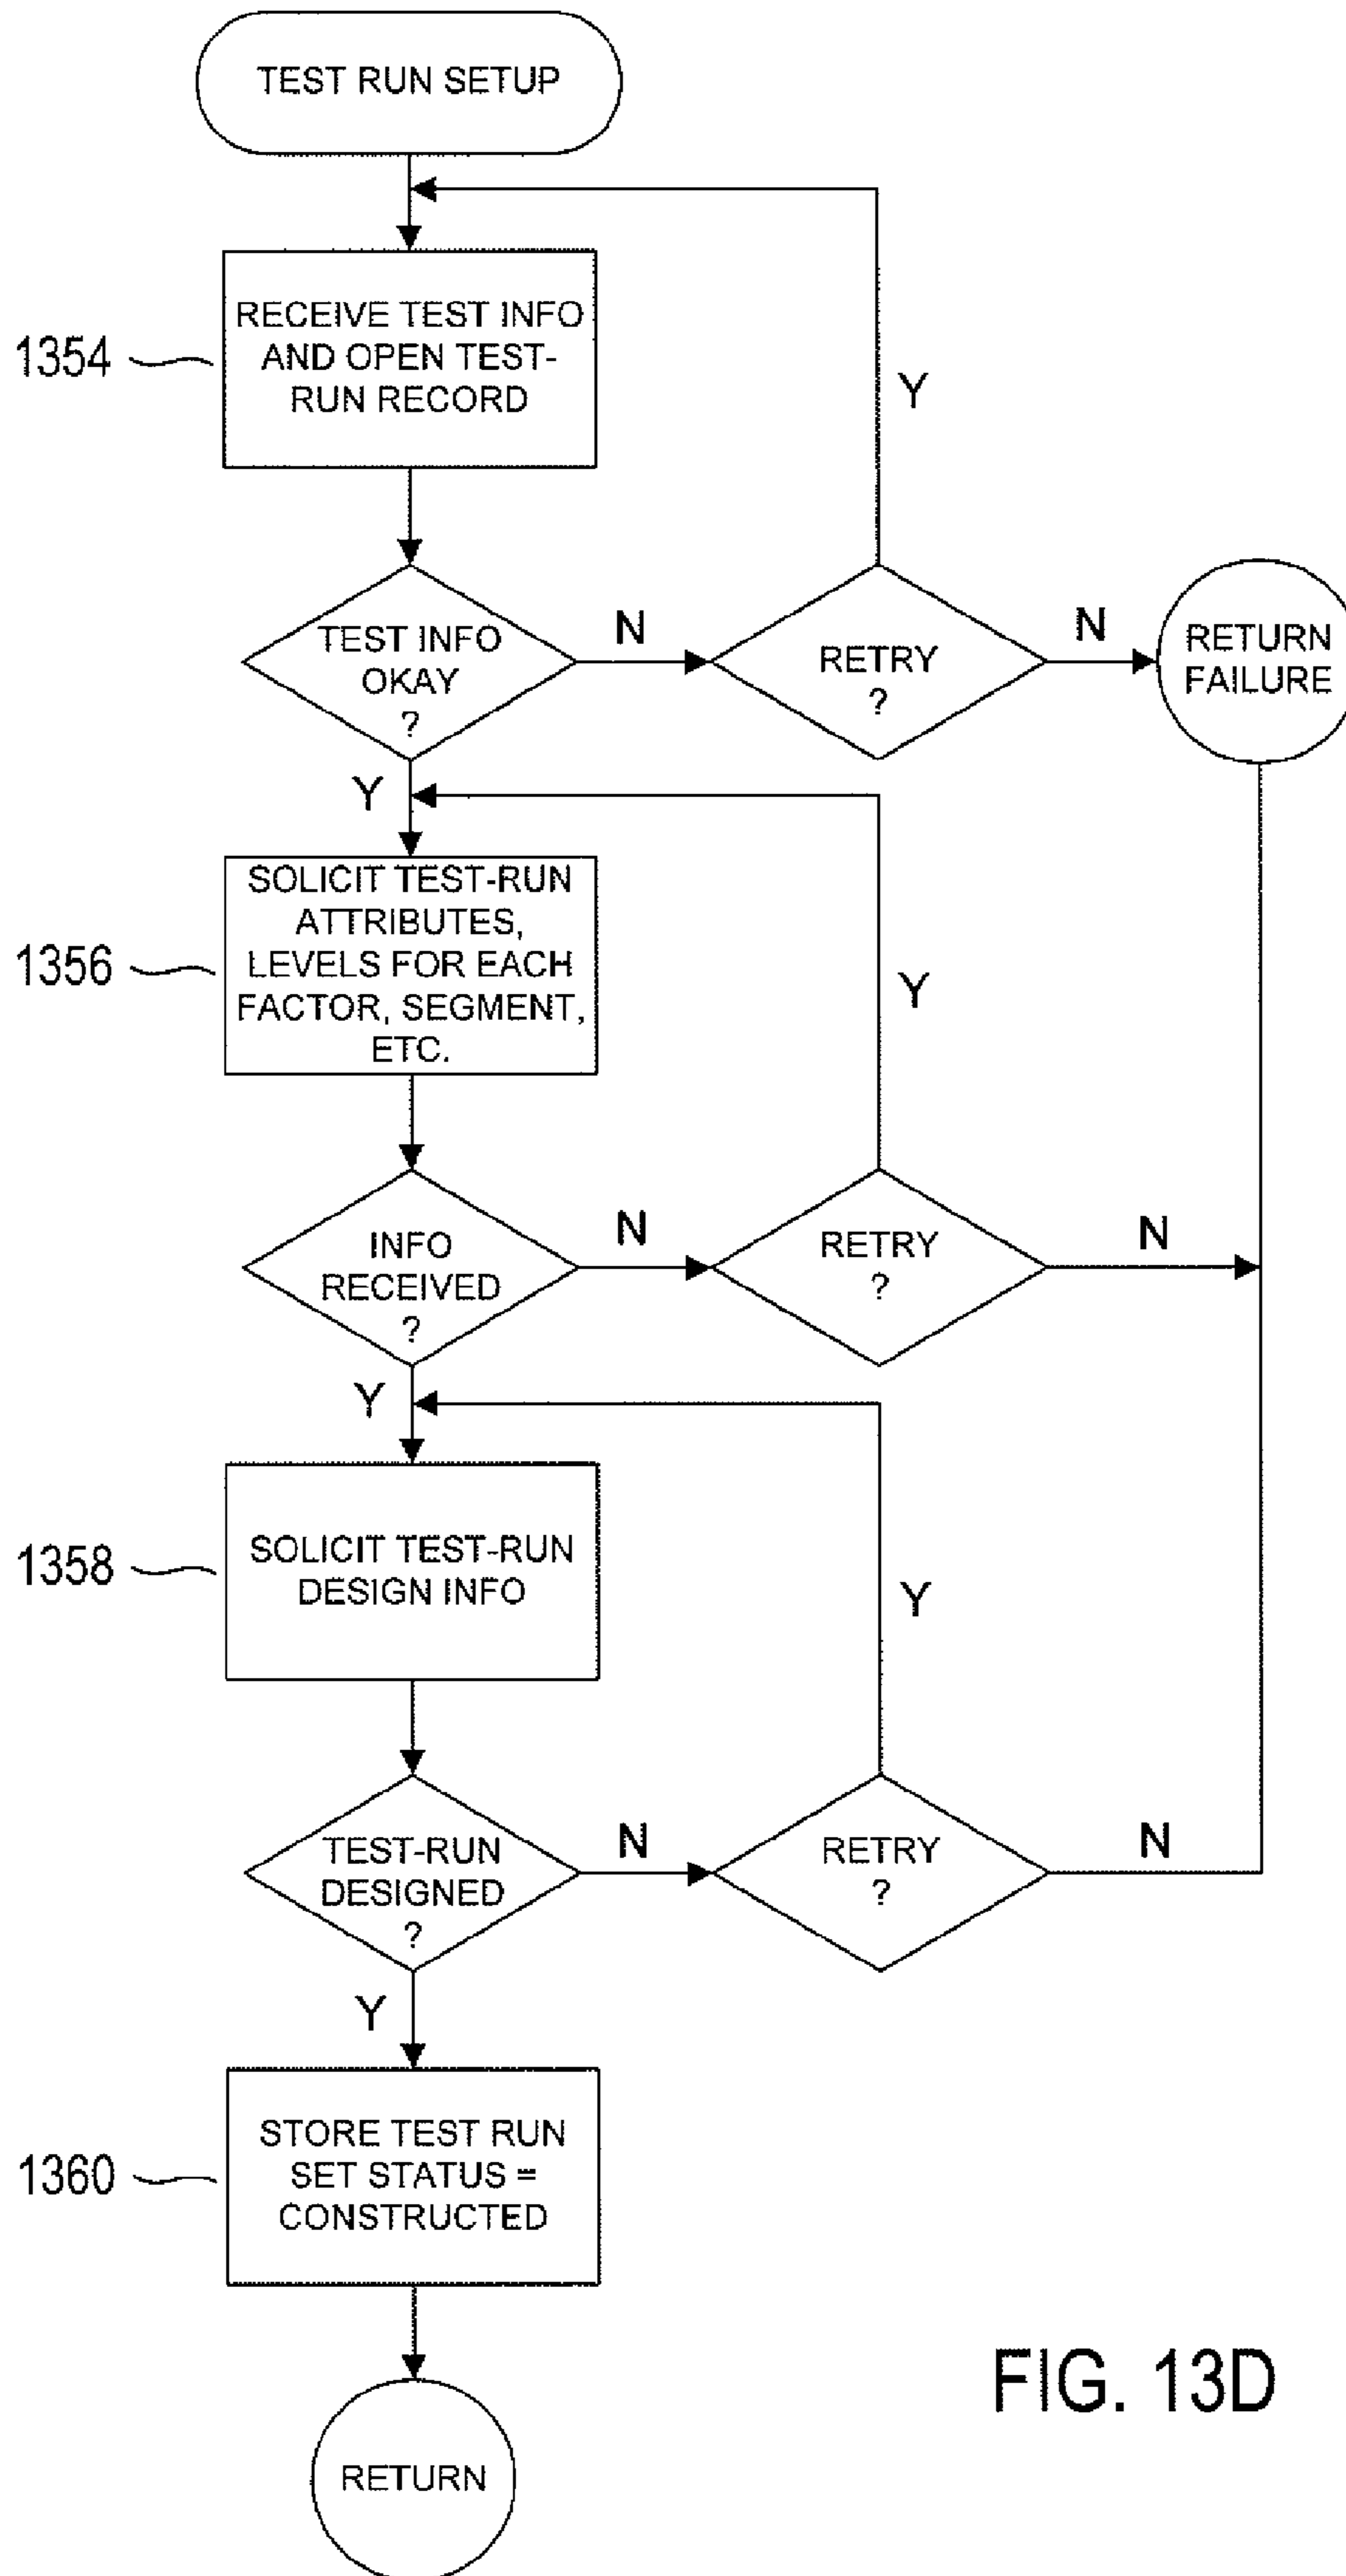 TEST RUN SETUP
1354
RECEIVE TEST INFO
AND OPEN TEST-
RUN RECORD
Y
TEST INFO
OKAY
?
N
RETRY
?
N
RETURN
FAILURE
Y
1356
SOLICIT TEST-RUN
ATTRIBUTES,
LEVELS FOR EACH
FACTOR, SEGMENT,
ETC.
Y
INFO
RECEIVED
?
N
RETRY
?
N
Y
1358
SOLICIT TEST-RUN
DESIGN INFO
Y
TEST-RUN
DESIGNED
?
N
RETRY
?
N
Y
1360
STORE TEST RUN
SET STATUS =
CONSTRUCTED
RETURN
FIG. 13D